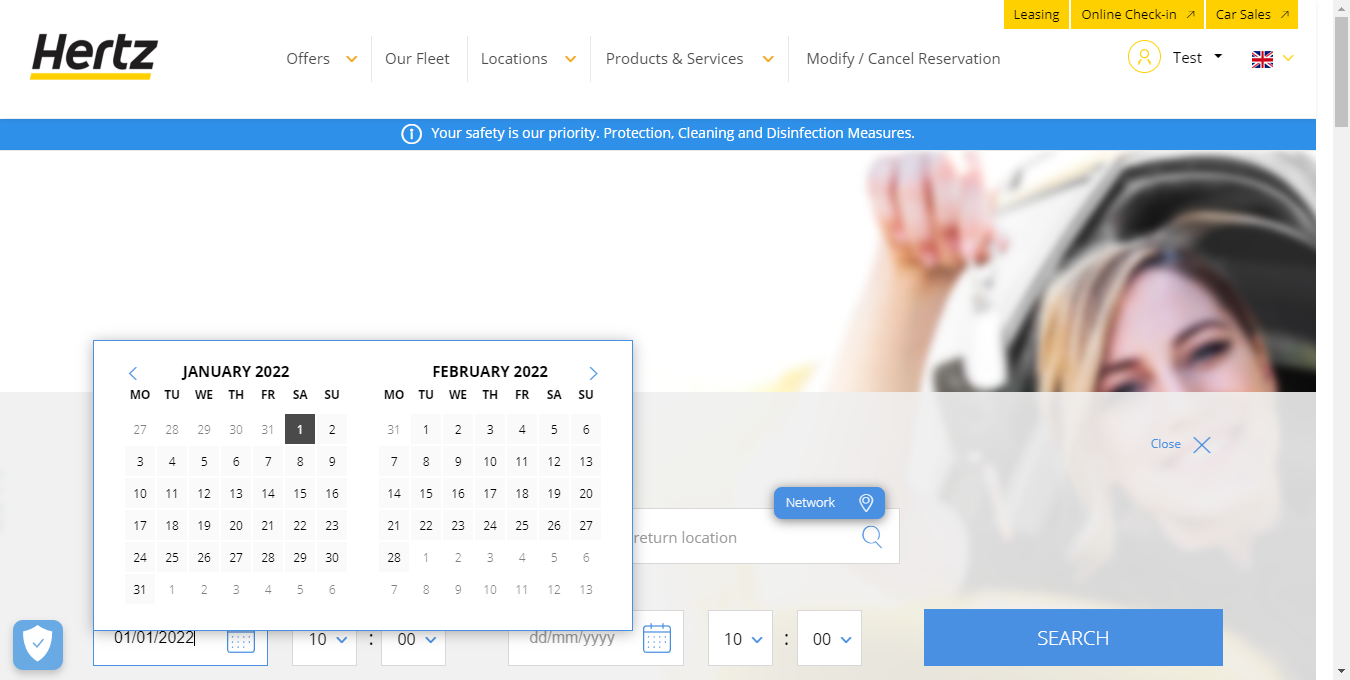 Leasing
Online Check-in
Car Sales
Hertz
Offers
Our Fleet
Locations
Products & Services
Modify / Cancel Reservation
Test
Your safety is our priority. Protection, Cleaning and Disinfection Measures.
JANUARY 2022
MO TU WE TH FR SA SU
27 28 29 30 31 1 2
3 4 5 6 7 8 9
10 11 12 13 14 15 16
17 18 19 20 21 22 23
24 25 26 27 28 29 30
31 1 2 3 4 5 6
FEBRUARY 2022
MO TU WE TH FR SA SU
31 1 2 3 4 5 6
7 8 9 10 11 12 13
14 15 16 17 18 19 20
21 22 23 24 25 26 27
28 1 2 3 4 5 6
7 8 9 10 11 12 13
Close
Network
return location
01/01/2022
10 : 00
dd/mm/yyyy
10 : 00
SEARCH